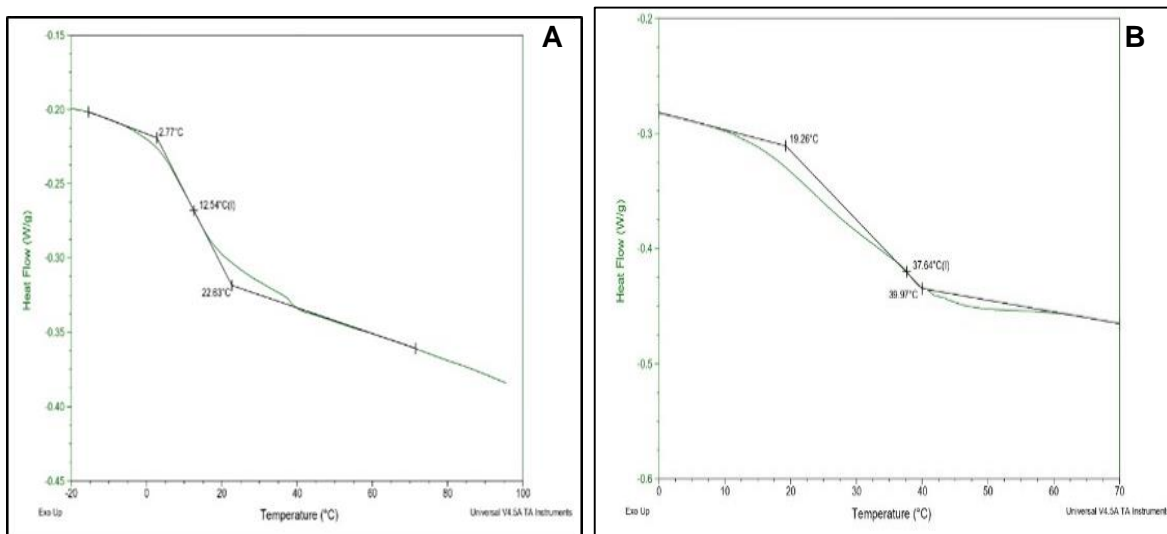 A
-0.15
-0.20
-0.25
-0.30
-0.35
-0.40
-0.45
Heat Flow (W/g)
2.77°C
12.54°C(I)
22.63°C
-20
0
20
40
60
80
100
Exo Up
Temperature (°C)
Universal V4.5A TA Instruments
B
-0.2
-0.3
-0.4
-0.5
-0.6
Heat Flow (W/g)
19.26°C
37.64°C(I)
39.97°C
0
10
20
30
40
50
60
70
Exo Up
Temperature (°C)
Universal V4.5A TA Instrument